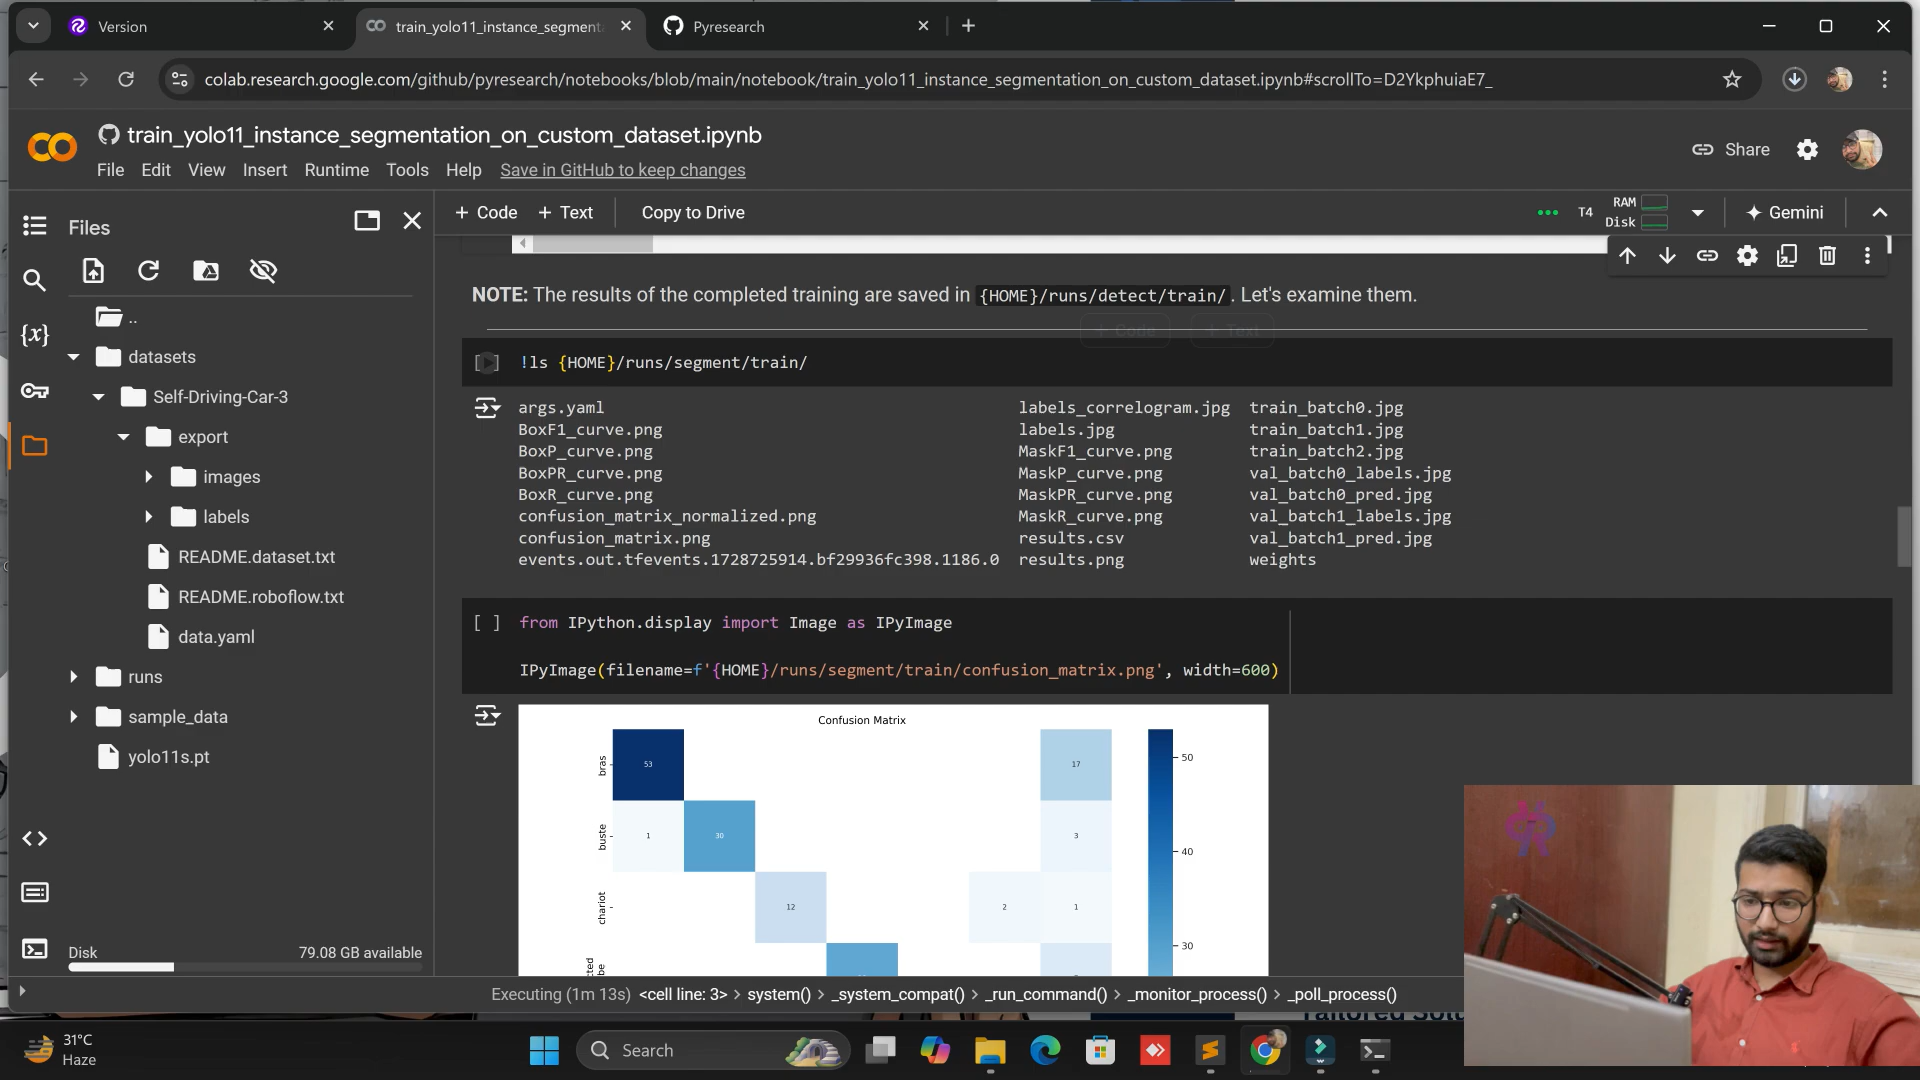 Version
train_yolo11_instance_segment
Pyresearch
colab.research.google.com/github/pyresearch/notebooks/blob/main/notebook/train_yolo11_instance_segmentation_on_custom_dataset.ipynb#scrollTo=D2YkphuiaE7_
train_yolo11_instance_segmentation_on_custom_dataset.ipynb
File Edit View Insert Runtime Tools Help Save in GitHub to keep changes
Share
Files
+ Code + Text Copy to Drive
T4 RAM Disk
Gemini
..
datasets
Self-Driving-Car-3
export
images
labels
README.dataset.txt
README.roboflow.txt
data.yaml
runs
sample_data
yolo11s.pt
Disk 79.08 GB available
NOTE: The results of the completed training are saved in {HOME}/runs/detect/train/ . Let's examine them.
+ Code + Text
!ls {HOME}/runs/segment/train/
args.yaml labels_correlogram.jpg train_batch0.jpg
BoxF1_curve.png labels.jpg train_batch1.jpg
BoxP_curve.png MaskF1_curve.png train_batch2.jpg
BoxPR_curve.png MaskP_curve.png val_batch0_labels.jpg
BoxR_curve.png MaskPR_curve.png val_batch0_pred.jpg
confusion_matrix_normalized.png MaskR_curve.png val_batch1_labels.jpg
confusion_matrix.png results.csv val_batch1_pred.jpg
events.out.tfevents.1728725914.bf29936fc398.1186.0 results.png weights
[ ] from IPython.display import Image as IPyImage
IPyImage(filename=f'{HOME}/runs/segment/train/confusion_matrix.png', width=600)
Confusion Matrix
bras 53 17
50
buste 1 30 3
40
chariot 12 2 1
30
Executing (1m 13s) <cell line: 3> > system() > _system_compat() > _run_command() > _monitor_process() > _poll_process()
31°C
Haze
Search